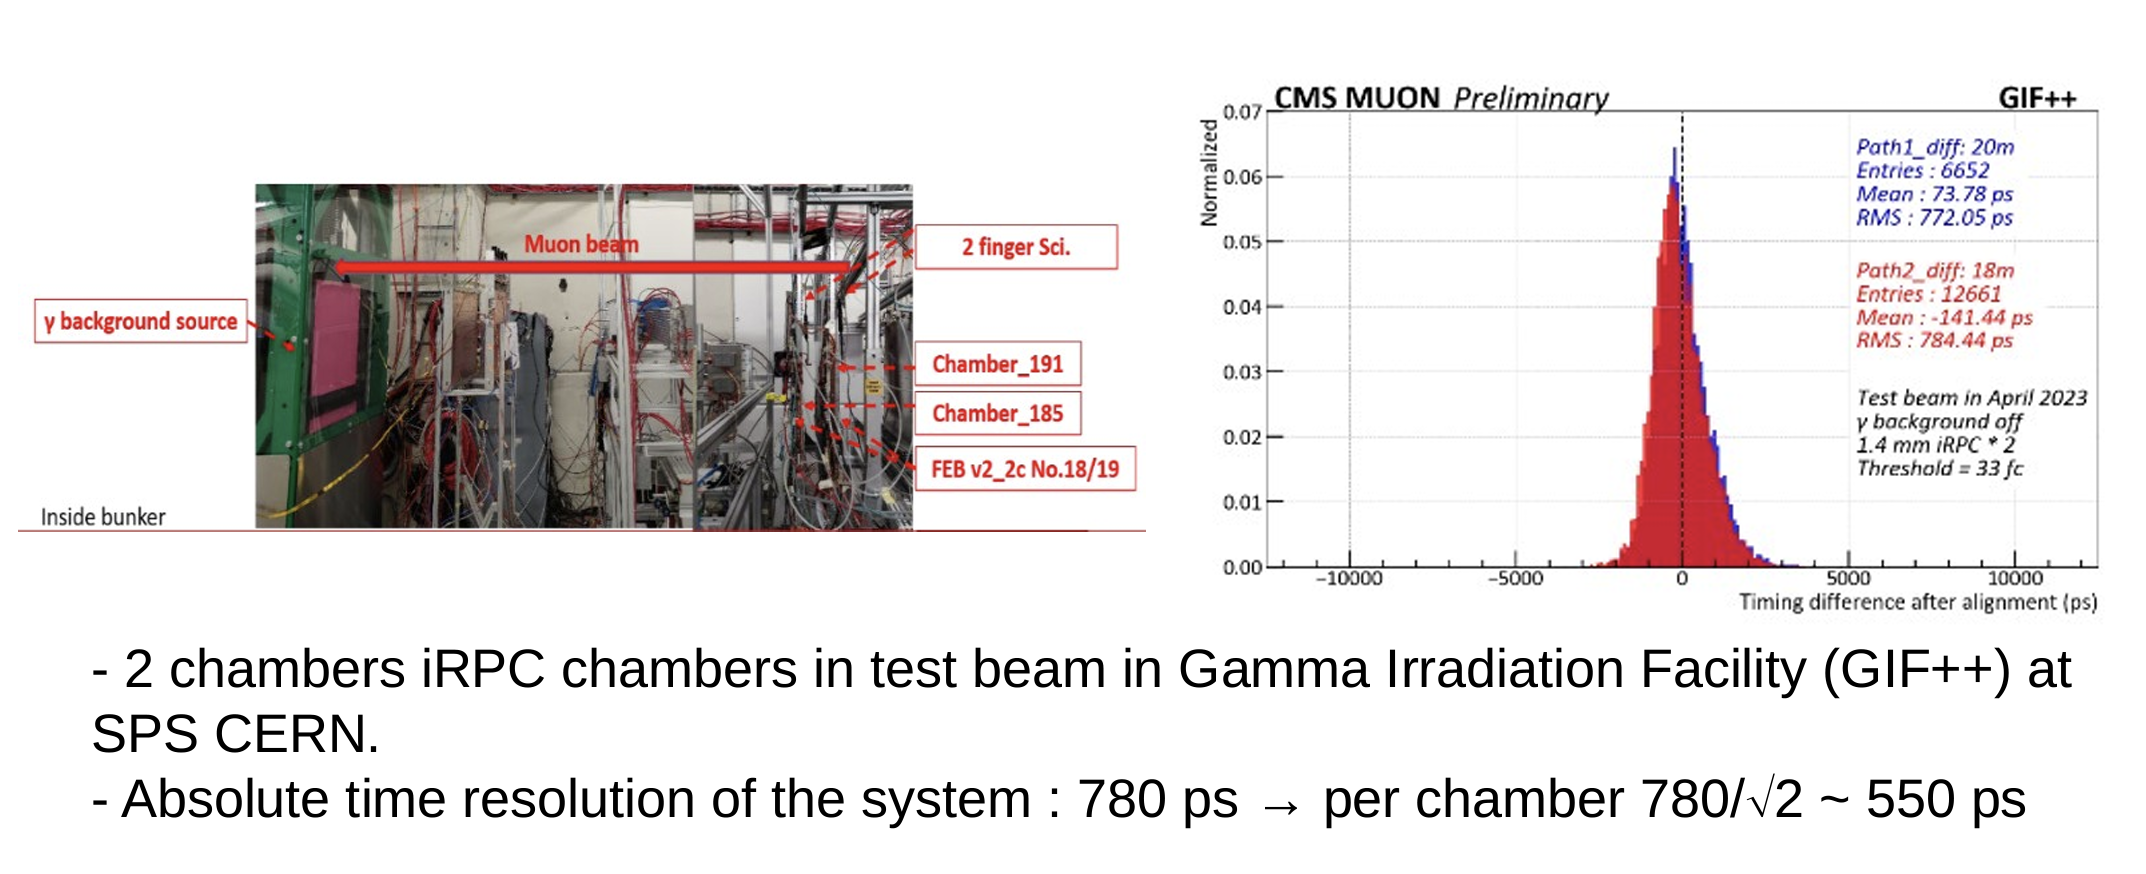 Muon beam
2 finger Sci.
γ background source
Chamber_191
Chamber_185
FEB v2_2c No.18/19
Inside bunker
CMS MUON Preliminary
GIF++
Normalized
0.07
0.06
0.05
0.04
0.03
0.02
0.01
0.00
Path1_diff: 20m
Entries : 6652
Mean : 73.78 ps
RMS : 772.05 ps
Path2_diff: 18m
Entries : 12661
Mean : -141.44 ps
RMS : 784.44 ps
Test beam in April 2023
γ background off
1.4 mm iRPC * 2
Threshold = 33 fc
−10000 −5000 0 5000 10000
Timing difference after alignment (ps)
- 2 chambers iRPC chambers in test beam in Gamma Irradiation Facility (GIF++) at
SPS CERN.
- Absolute time resolution of the system : 780 ps → per chamber 780/√2 ~ 550 ps